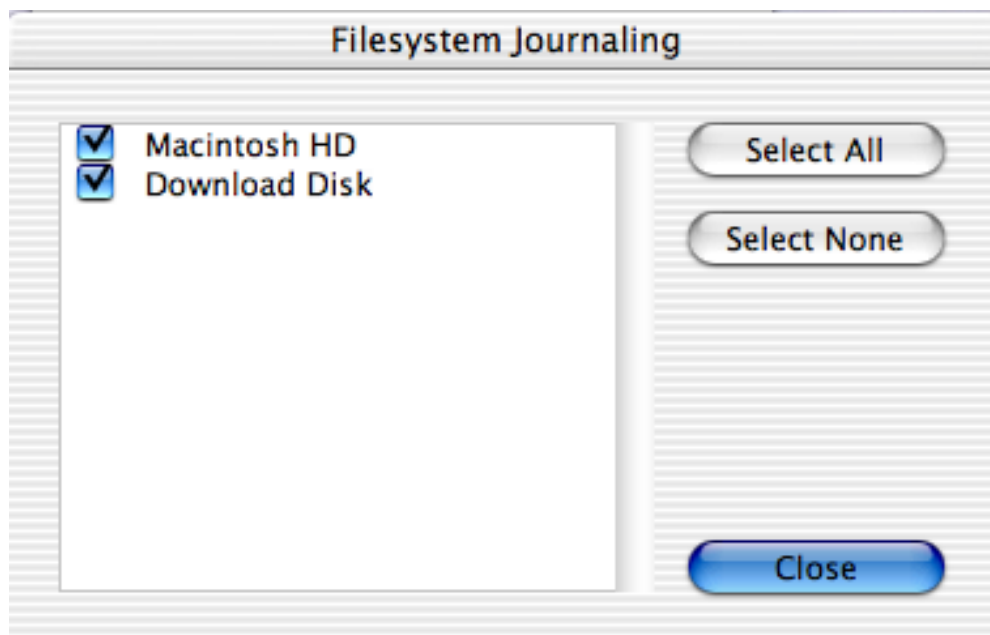 Filesystem Journaling
Macintosh HD
Download Disk
Select All
Select None
Close